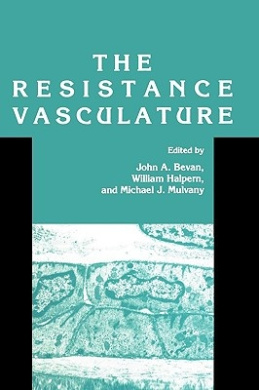 THE
RESISTANCE
VASCULATURE
Edited by
John A. Bevan,
William Halpern,
and Michael J. Mulvany